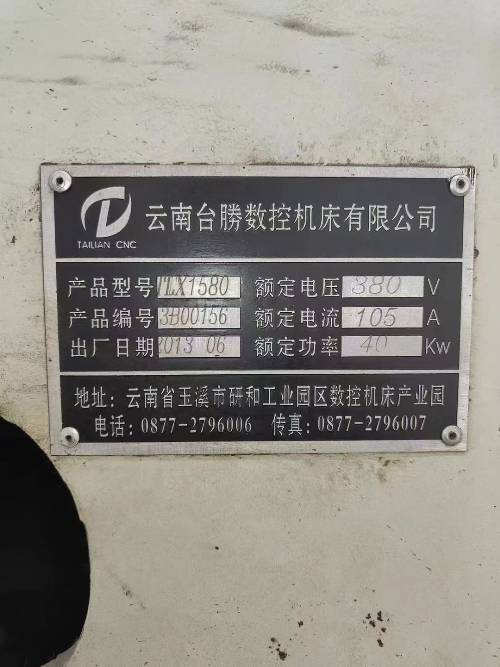 TAILIAN CNC
云南台勝数控机床有限公司
产品型号 TLX1580 额定电压 380 V
产品编号 3B00156 额定电流 105 A
出厂日期 2013 06 额定功率 40 Kw
地址：云南省玉溪市研和工业园区数控机床产业园
电话：0877-2796006 传真：0877-2796007